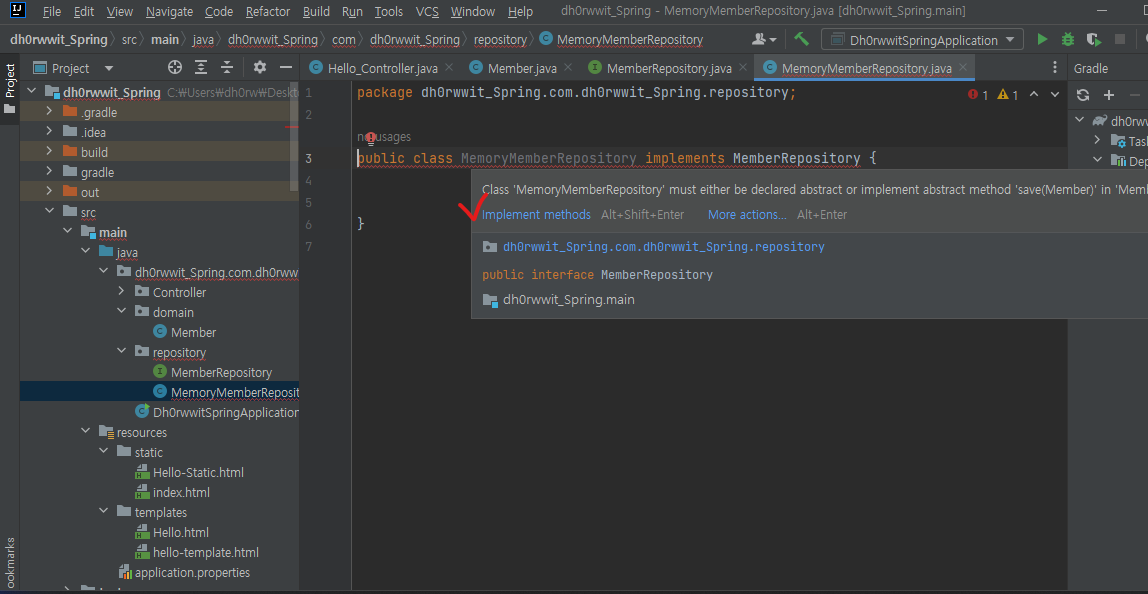 File Edit View Navigate Code Refactor Build Run Tools VCS Window Help dh0rwwit_Spring - MemoryMemberRepository.java [dh0rwwit_Spring.main]
dh0rwwit_Spring src main java dh0rwwit_Spring com dh0rwwit_Spring repository MemoryMemberRepository Dh0rwwitSpringApplication
Project
Project Hello_Controller.java Member.java MemberRepository.java MemoryMemberRepository.java Gradle
dh0rwwit_Spring C:₩Users₩dh0rw₩Deskto
.gradle
.idea
build
gradle
out
src
main
java
dh0rwwit_Spring.com.dh0rww
Controller
domain
Member
repository
MemberRepository
MemoryMemberReposit
Dh0rwwitSpringApplication
resources
static
Hello-Static.html
index.html
templates
Hello.html
hello-template.html
application.properties
ookmarks
1 package dh0rwwit_Spring.com.dh0rwwit_Spring.repository;
2
usages
3 public class MemoryMemberRepository implements MemberRepository {
4
5
6 }
7
1 1
Class 'MemoryMemberRepository' must either be declared abstract or implement abstract method 'save(Member)' in 'Memb
Implement methods Alt+Shift+Enter More actions... Alt+Enter
dh0rwwit_Spring.com.dh0rwwit_Spring.repository
public interface MemberRepository
dh0rwwit_Spring.main
dh0rww
Task
Dep